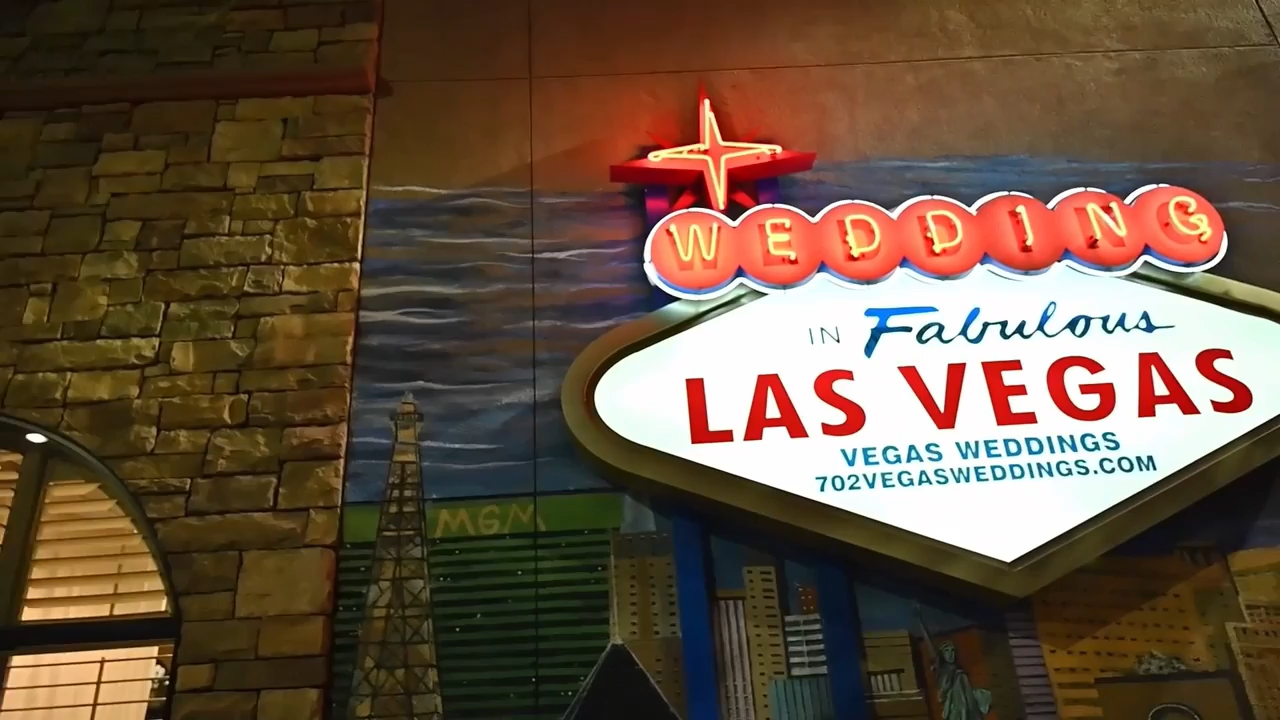 WEDDING
IN Fabulous
LAS VEGAS
VEGAS WEDDINGS
702VEGASWEDDINGS.COM
MGM